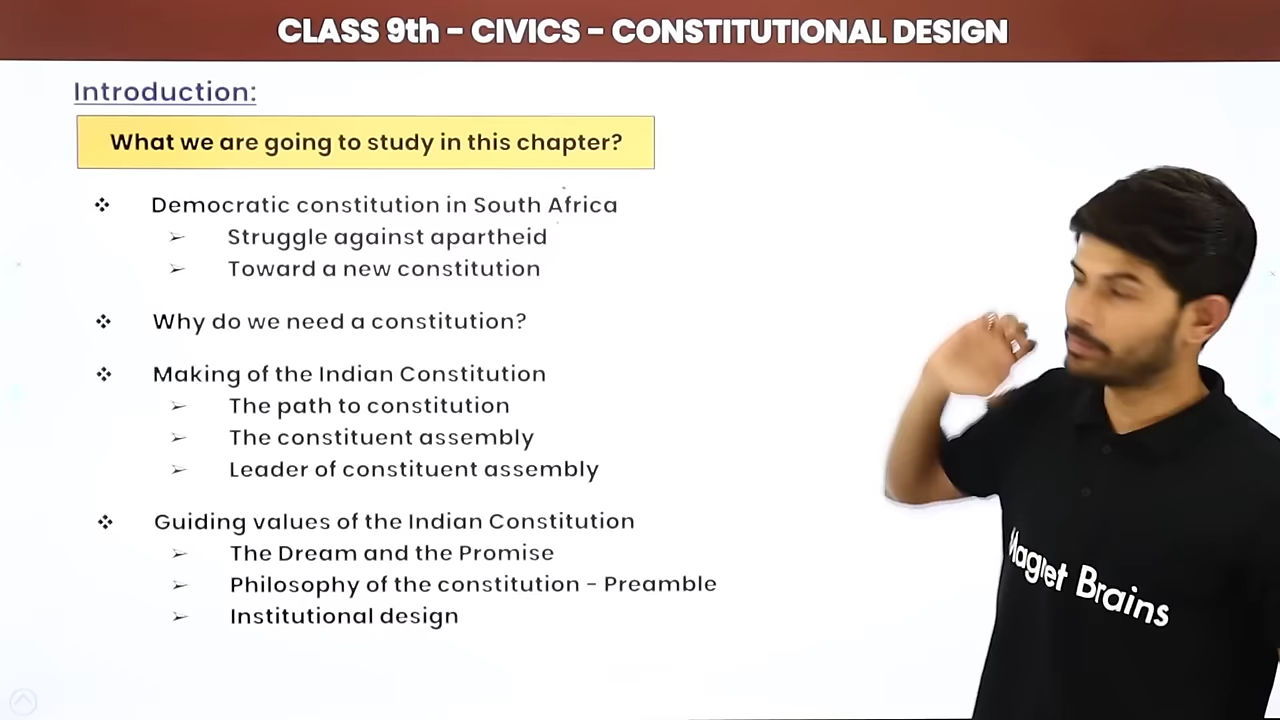 CLASS 9th - CIVICS - CONSTITUTIONAL DESIGN
Introduction:
What we are going to study in this chapter?
❖ Democratic constitution in South Africa
➢ Struggle against apartheid
➢ Toward a new constitution
❖ Why do we need a constitution?
❖ Making of the Indian Constitution
➢ The path to constitution
➢ The constituent assembly
➢ Leader of constituent assembly
❖ Guiding values of the Indian Constitution
➢ The Dream and the Promise
➢ Philosophy of the constitution - Preamble
➢ Institutional design
Magnet Brains